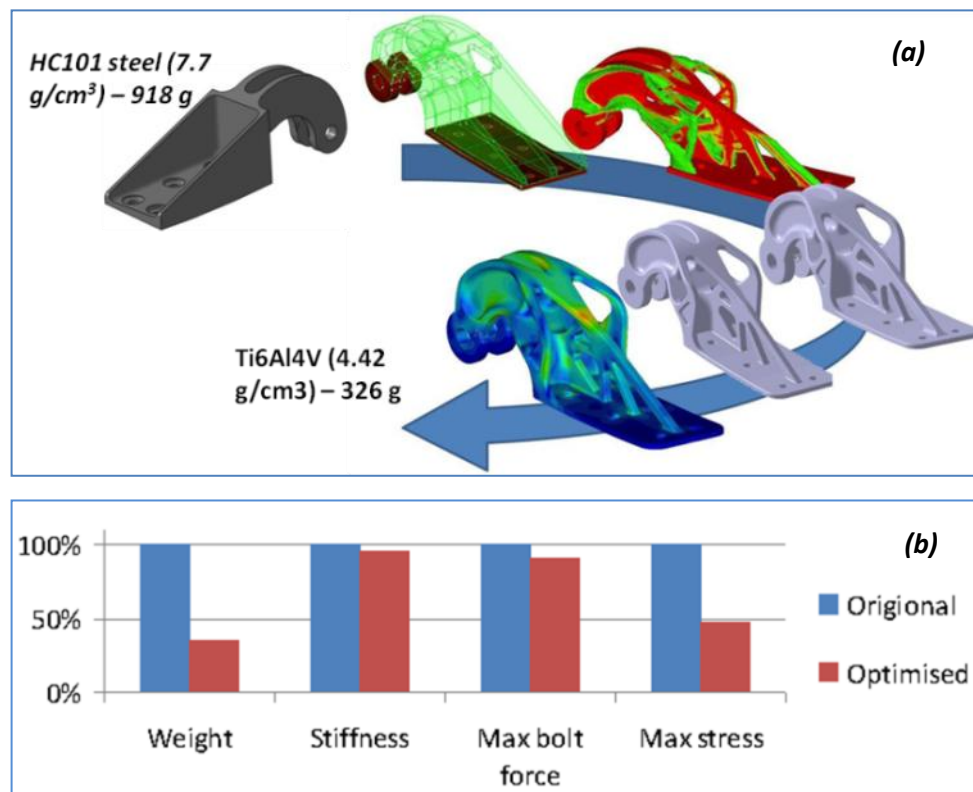 HC101 steel (7.7
g/cm³) – 918 g
(a)
Ti6Al4V (4.42
g/cm3) – 326 g
(b)
100%
50%
0%
Weight
Stiffness
Max bolt
force
Max stress
Origional
Optimised